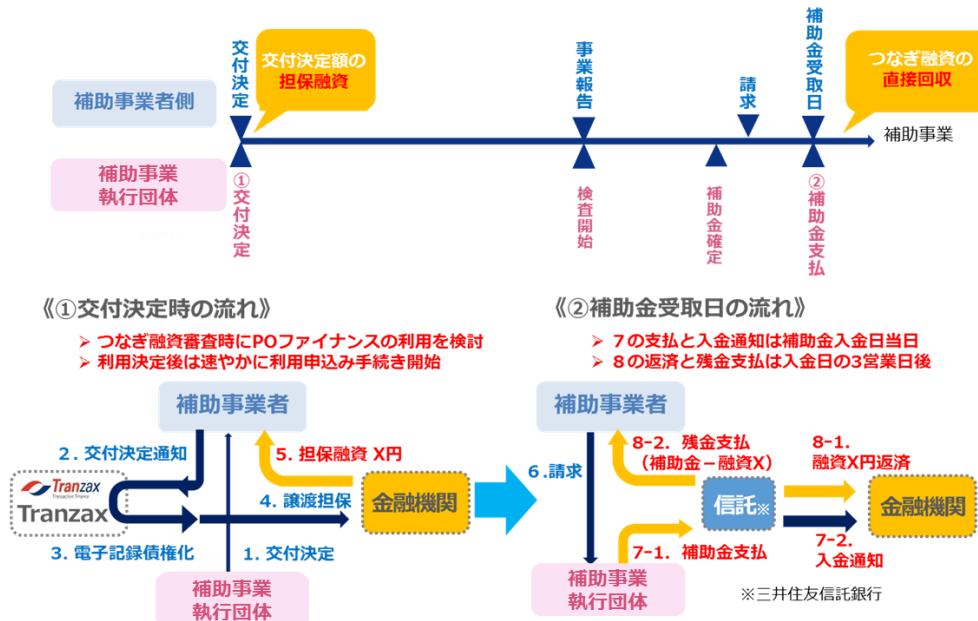 交付決定
交付決定額の
担保融資
事業報告
請求
補助金受取日
つなぎ融資の
直接回収
補助事業者側
補助事業
補助事業
執行団体
①交付決定
検査開始
補助金確定
②補助金支払
《①交付決定時の流れ》
➢ つなぎ融資審査時にPOファイナンスの利用を検討
➢ 利用決定後は速やかに利用申込み手続き開始
補助事業者
2. 交付決定通知
5. 担保融資 X円
Tranzax
Transaction Finance
Tranzax
4. 譲渡担保
金融機関
3. 電子記録債権化
1. 交付決定
補助事業
執行団体
《②補助金受取日の流れ》
➢ 7の支払と入金通知は補助金入金日当日
➢ 8の返済と残金支払は入金日の3営業日後
補助事業者
6.請求
8-2. 残金支払
(補助金-融資X)
8-1.
融資X円返済
信託※
金融機関
7-1. 補助金支払
7-2.
入金通知
補助事業
執行団体
※三井住友信託銀行